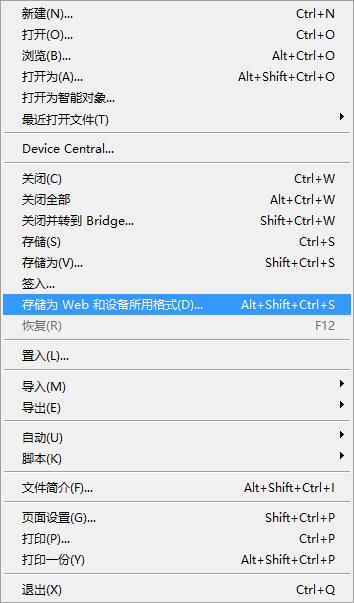 新建(N)... Ctrl+N
打开(O)... Ctrl+O
浏览(B)... Alt+Ctrl+O
打开为(A)... Alt+Shift+Ctrl+O
打开为智能对象...
最近打开文件(T)
Device Central...
关闭(C) Ctrl+W
关闭全部 Alt+Ctrl+W
关闭并转到 Bridge... Shift+Ctrl+W
存储(S) Ctrl+S
存储为(V)... Shift+Ctrl+S
签入...
存储为 Web 和设备所用格式(D)... Alt+Shift+Ctrl+S
恢复(R) F12
置入(L)...
导入(M)
导出(E)
自动(U)
脚本(K)
文件简介(F)... Alt+Shift+Ctrl+I
页面设置(G)... Shift+Ctrl+P
打印(P)... Ctrl+P
打印一份(Y) Alt+Shift+Ctrl+P
退出(X) Ctrl+Q